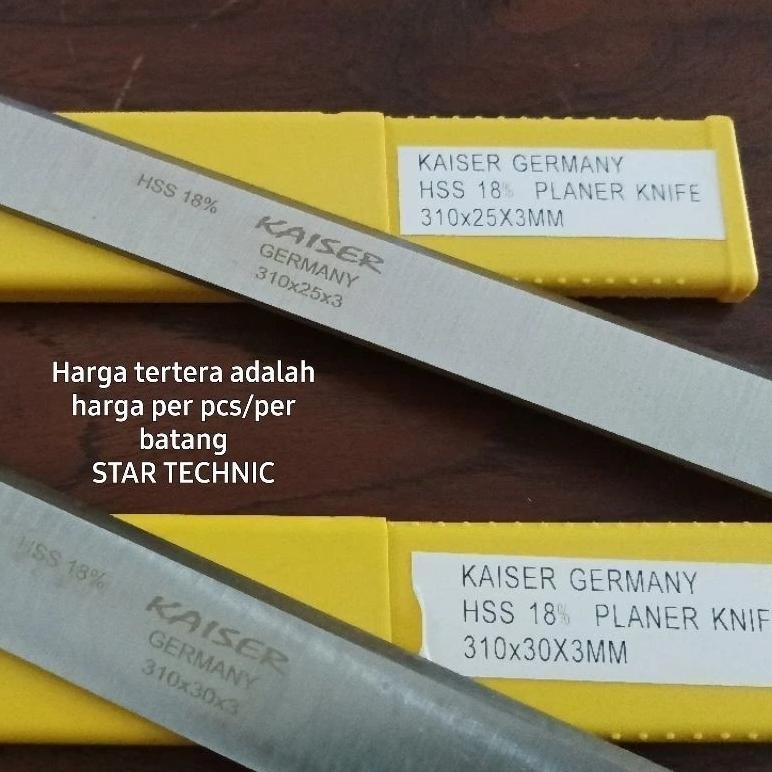 KAISER GERMANY
HSS 18% PLANER KNIFE
310x25X3MM
HSS 18%
KAISER
GERMANY
310x25x3
Harga tertera adalah
harga per pcs/per
batang
STAR TECHNIC
KAISER GERMANY
HSS 18% PLANER KNIF
310x30X3MM
HSS 18%
KAISER
GERMANY
310x30x3